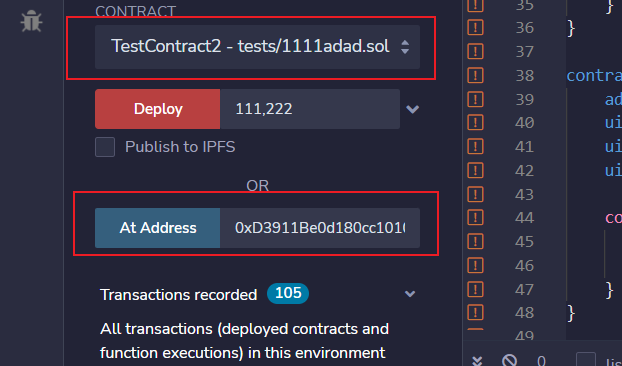 CONTRACT
TestContract2 - tests/1111adad.sol
Deploy
111,222
Publish to IPFS
OR
At Address
0xD3911Be0d180cc101
Transactions recorded 105
All transactions (deployed contracts and
function executions) in this environment
35 }
36 }
37
38 contra
39 ad
40 ui
41 ui
42 ui
43
44 co
45
46
47 }
48 }
49
0